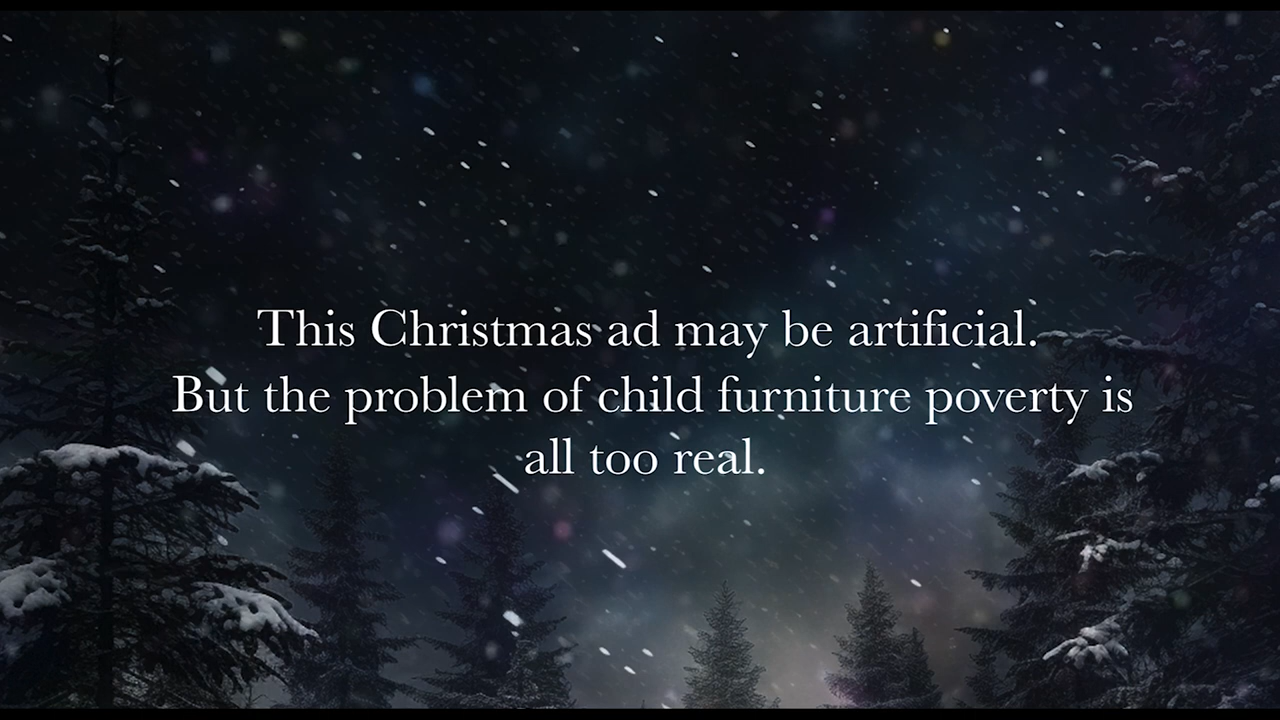 This Christmas ad may be artificial.
But the problem of child furniture poverty is
all too real.